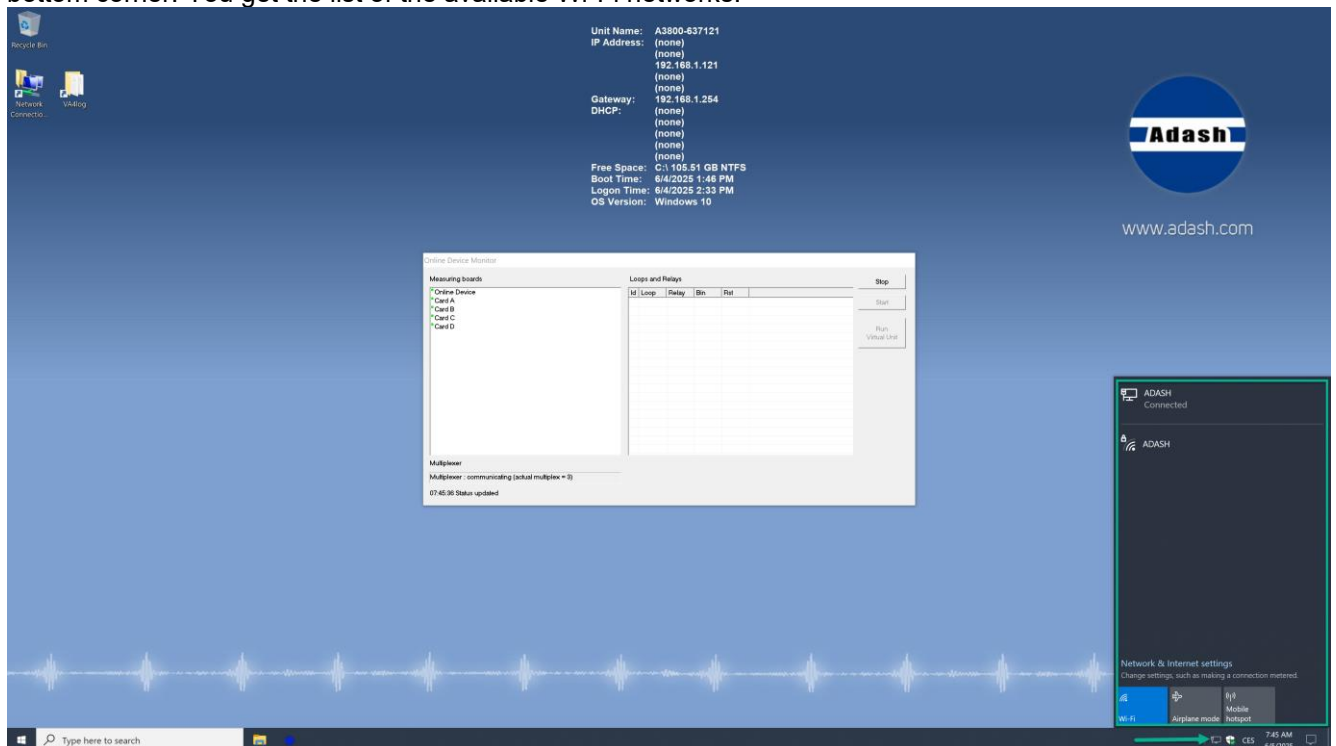 bottom corner. You get the list of the available Wi-Fi networks.
Recycle Bin
Network
Connectio...
VA4log
Unit Name: A3800-637121
IP Address: (none)
(none)
192.168.1.121
(none)
(none)
Gateway: 192.168.1.254
DHCP: (none)
(none)
(none)
(none)
(none)
Free Space: C:\ 105.51 GB NTFS
Boot Time: 6/4/2025 1:46 PM
Logon Time: 6/4/2025 2:33 PM
OS Version: Windows 10
Adash
www.adash.com
Online Device Monitor
Measuring boards
Online Device
Card A
Card B
Card C
Card D
Loops and Relays
Id Loop Relay Bin Rst
Stop
Start
Run
Virtual Unit
Multiplexer
Multiplexer : communicating (actual multiplex = 0)
07:45:36 Status updated
ADASH
Connected
ADASH
Network & Internet settings
Change settings, such as making a connection metered.
Wi-Fi
Airplane mode
Mobile
hotspot
Type here to search
CES
7:45 AM
6/5/2025